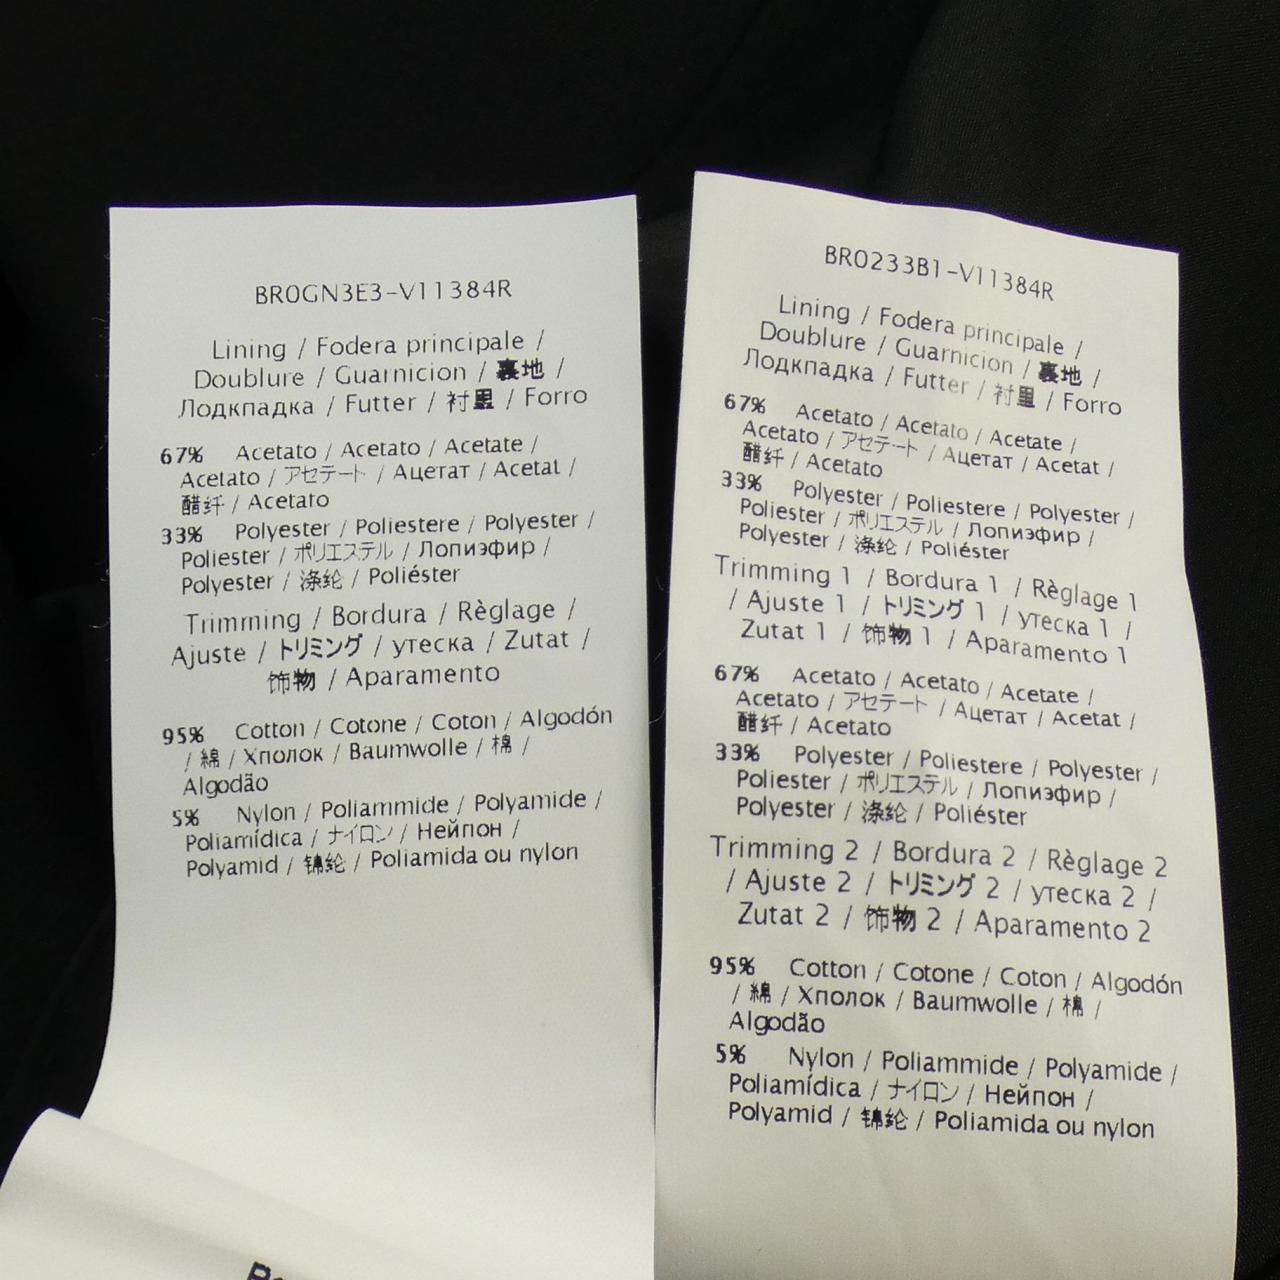 BR0GN3E3-V11384R
Lining / Fodera principale /
Doublure / Guarnicion / 裏地 /
Лодкпадка / Futter / 衬里 / Forro
67% Acetato / Acetato / Acetate /
Acetato / アセテート / Ацетат / Acetat /
醋纤 / Acetato
33% Polyester / Poliestere / Polyester /
Poliester / ポリエステル / Лопиэфир /
Polyester / 涤纶 / Poliéster
Trimming / Bordura / Règlage /
Ajuste / トリミング / утеска / Zutat /
饰物 / Aparamento
95% Cotton / Cotone / Coton / Algodón
/ 綿 / Хполок / Baumwolle / 棉 /
Algodão
5% Nylon / Poliammide / Polyamide /
Poliamídica / ナイロン / Нейпон /
Polyamid / 锦纶 / Poliamida ou nylon
BR0233B1-V11384R
Lining / Fodera principale /
Doublure / Guarnicion / 裏地 /
Лодкпадка / Futter / 衬里 / Forro
67% Acetato / Acetato / Acetate /
Acetato / アセテート / Ацетат / Acetat /
醋纤 / Acetato
33% Polyester / Poliestere / Polyester /
Poliester / ポリエステル / Лопиэфир /
Polyester / 涤纶 / Poliéster
Trimming 1 / Bordura 1 / Règlage 1
/ Ajuste 1 / トリミング 1 / утеска 1 /
Zutat 1 / 饰物 1 / Aparamento 1
67% Acetato / Acetato / Acetate /
Acetato / アセテート / Ацетат / Acetat /
醋纤 / Acetato
33% Polyester / Poliestere / Polyester /
Poliester / ポリエステル / Лопиэфир /
Polyester / 涤纶 / Poliéster
Trimming 2 / Bordura 2 / Règlage 2
/ Ajuste 2 / トリミング 2 / утеска 2 /
Zutat 2 / 饰物 2 / Aparamento 2
95% Cotton / Cotone / Coton / Algodón
/ 綿 / Хполок / Baumwolle / 棉 /
Algodão
5% Nylon / Poliammide / Polyamide /
Poliamídica / ナイロン / Нейпон /
Polyamid / 锦纶 / Poliamida ou nylon